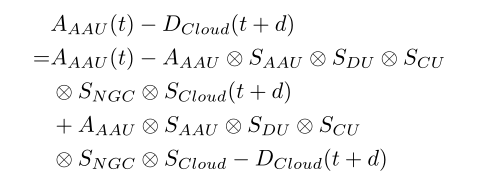 A_{AAU}(t) − D_{Cloud}(t + d)
=A_{AAU}(t) − A_{AAU} ⊗ S_{AAU} ⊗ S_{DU} ⊗ S_{CU}
⊗ S_{NGC} ⊗ S_{Cloud}(t + d)
+ A_{AAU} ⊗ S_{AAU} ⊗ S_{DU} ⊗ S_{CU}
⊗ S_{NGC} ⊗ S_{Cloud} − D_{Cloud}(t + d)